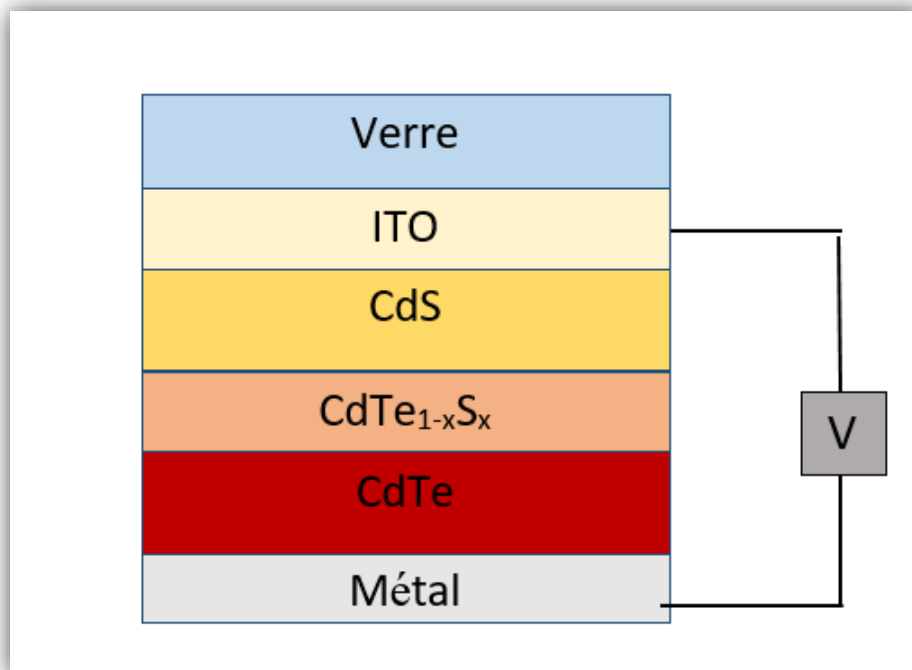 Verre
ITO
CdS
CdTe₁₋ₓSₓ
V
CdTe
Métal